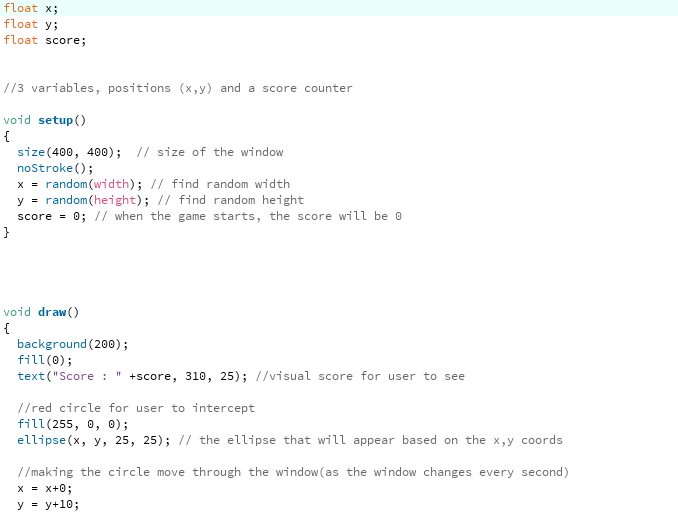 float x;
float y;
float score;
//3 variables, positions (x,y) and a score counter
void setup()
{
  size(400, 400);  // size of the window
  noStroke();
  x = random(width); // find random width
  y = random(height); // find random height
  score = 0; // when the game starts, the score will be 0
}
void draw()
{
  background(200);
  fill(0);
  text("Score : " +score, 310, 25); //visual score for user to see
  //red circle for user to intercept
  fill(255, 0, 0);
  ellipse(x, y, 25, 25); // the ellipse that will appear based on the x,y coords
  //making the circle move through the window(as the window changes every second)
  x = x+0;
  y = y+10;